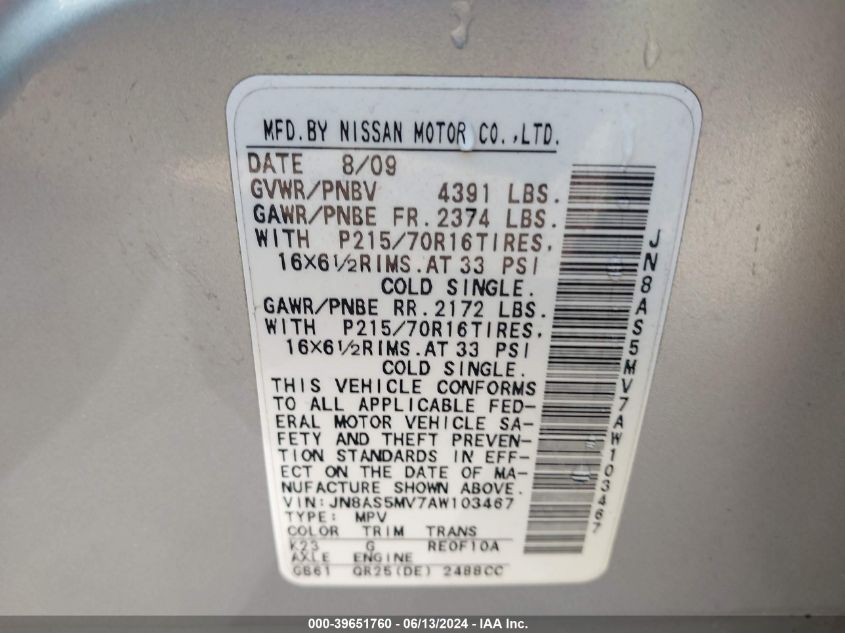 MFD.BY NISSAN MOTOR CO.,LTD.
DATE 8/09
GVWR/PNBV 4391 LBS.
GAWR/PNBE FR.2374 LBS.
WITH P215/70R16TIRES.
16X6½RIMS.AT 33 PSI
COLD SINGLE.
GAWR/PNBE RR.2172 LBS.
WITH P215/70R16TIRES.
16X6½RIMS.AT 33 PSI
COLD SINGLE.
THIS VEHICLE CONFORMS
TO ALL APPLICABLE FED-
ERAL MOTOR VEHICLE SA-
FETY AND THEFT PREVEN-
TION STANDARDS IN EFF-
ECT ON THE DATE OF MA-
NUFACTURE SHOWN ABOVE.
VIN:JN8AS5MV7AW103467
TYPE: MPV
COLOR TRIM TRANS
K23 G RE0F10A
AXLE ENGINE
GB61 QR25(DE) 2488CC
JN8AS5MV7AW103467
000-39651760 - 06/13/2024 - IAA Inc.